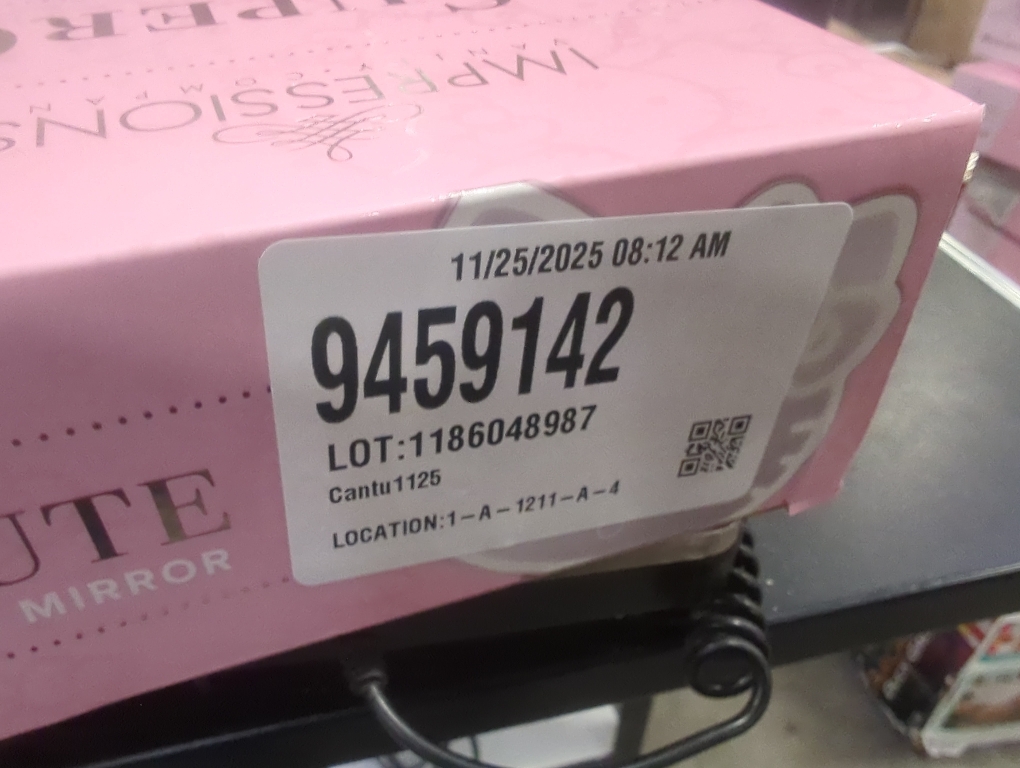 SUPER
IMPRESSIONS
VANITY COMPANY
11/25/2025 08:12 AM
9459142
LOT:1186048987
Cantu1125
LOCATION:1-A-1211-A-4
UTE
MIRROR